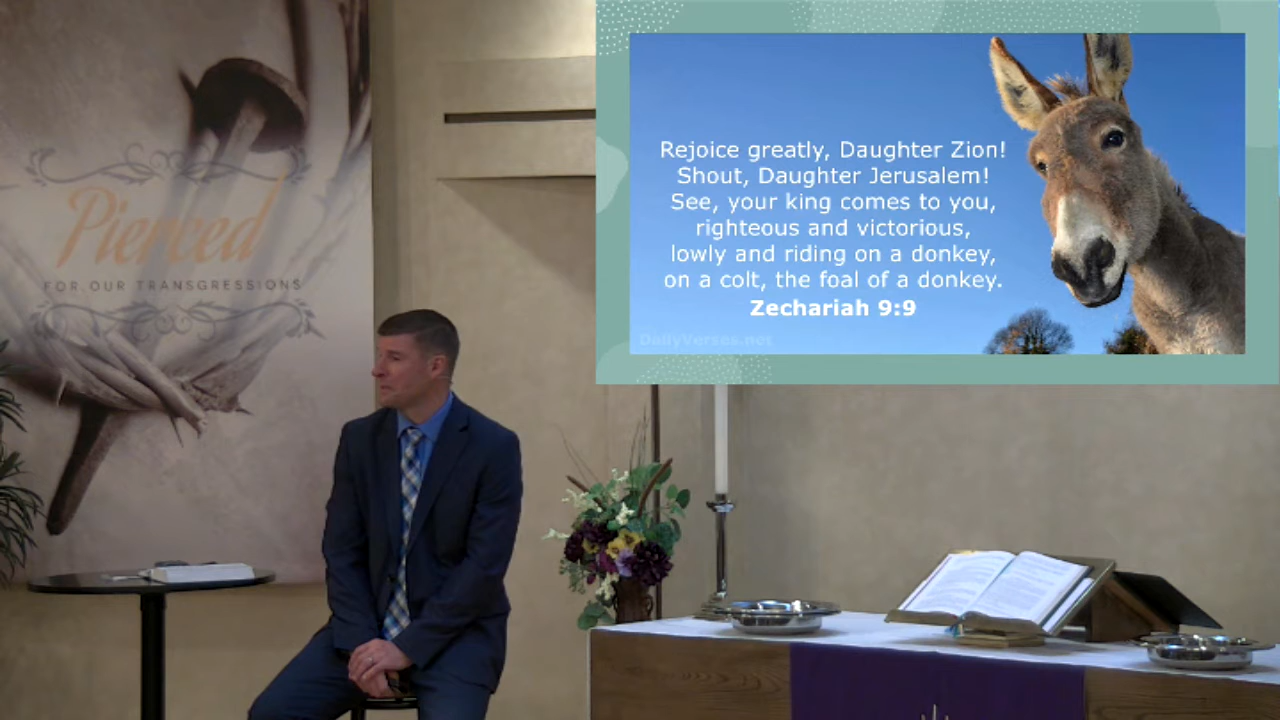 Pierced
FOR OUR TRANSGRESSIONS
Rejoice greatly, Daughter Zion!
Shout, Daughter Jerusalem!
See, your king comes to you,
righteous and victorious,
lowly and riding on a donkey,
on a colt, the foal of a donkey.
Zechariah 9:9
DailyVerses.net